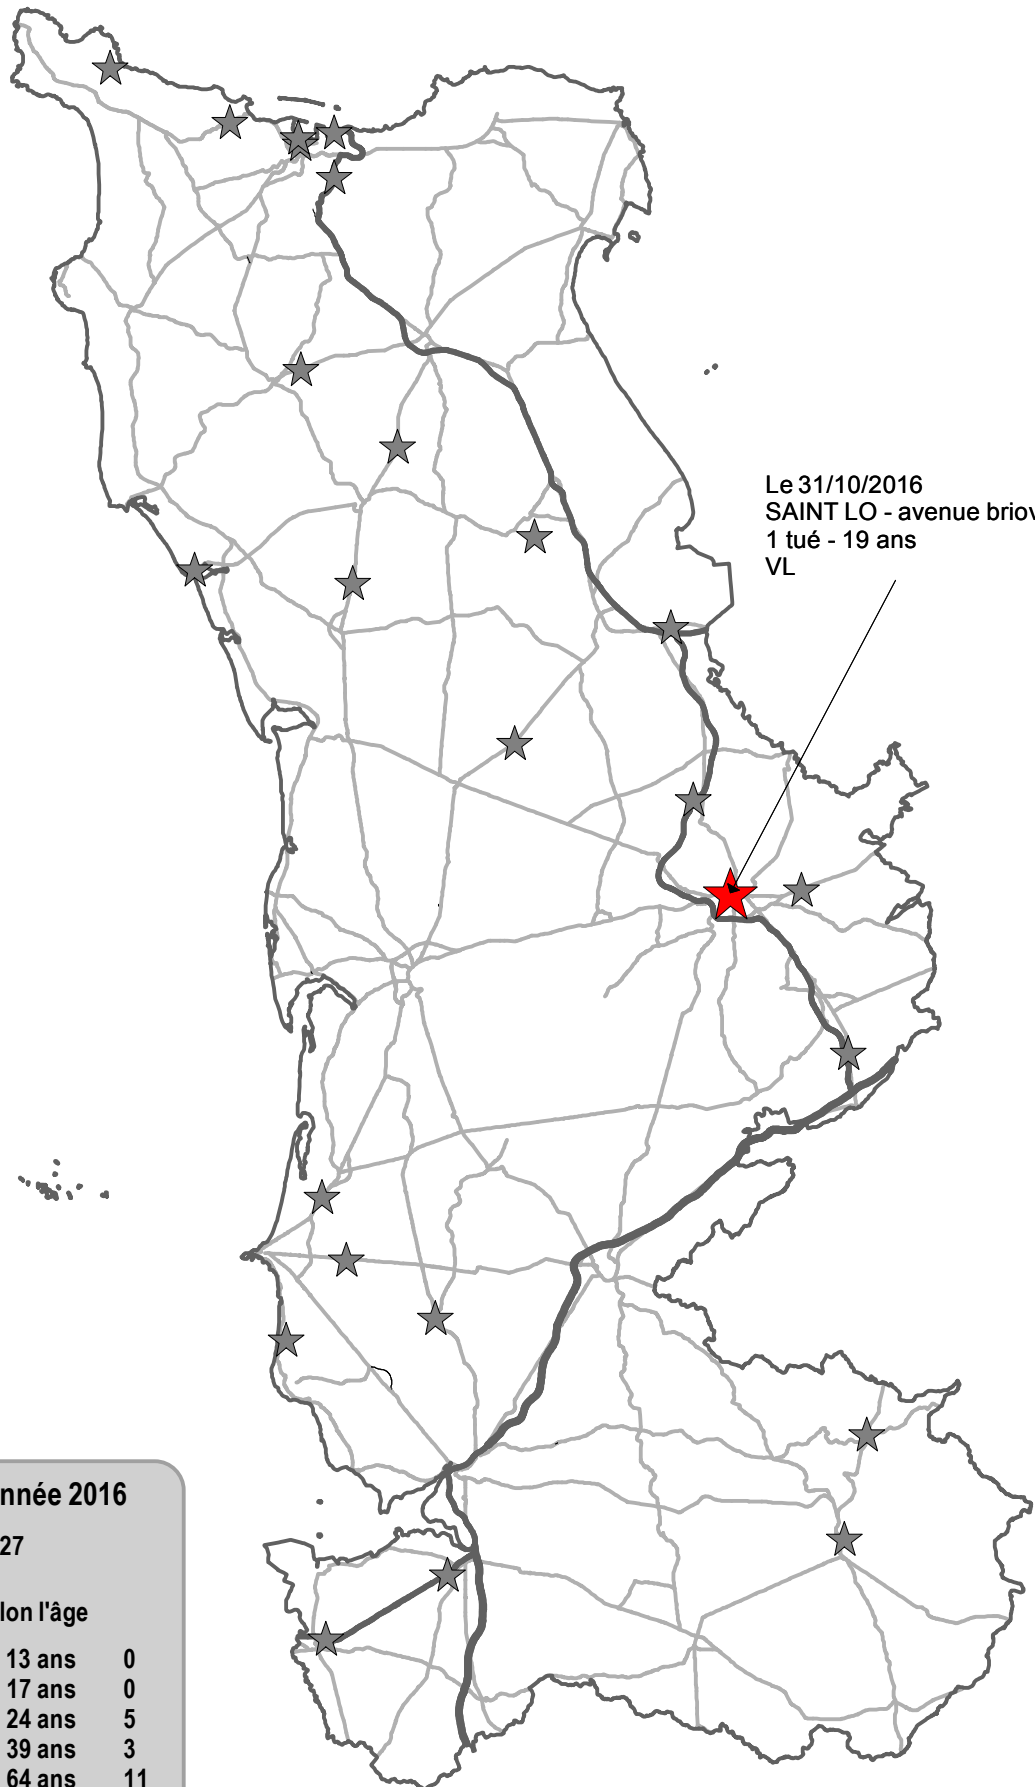 Le 31/10/2016
SAINT LO - avenue briov
1 tué - 19 ans
VL
nnée 2016
27
lon l'âge
13 ans 0
17 ans 0
24 ans 5
39 ans 3
64 ans 11